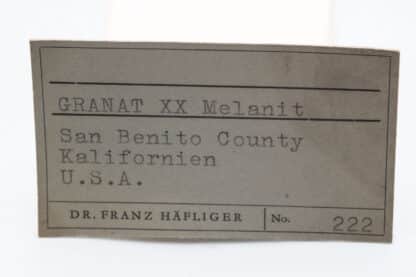 GRANAT XX Melanit
San Benito County
Kalifornien
U.S.A.
DR. FRANZ HÄFLIGER No. 222